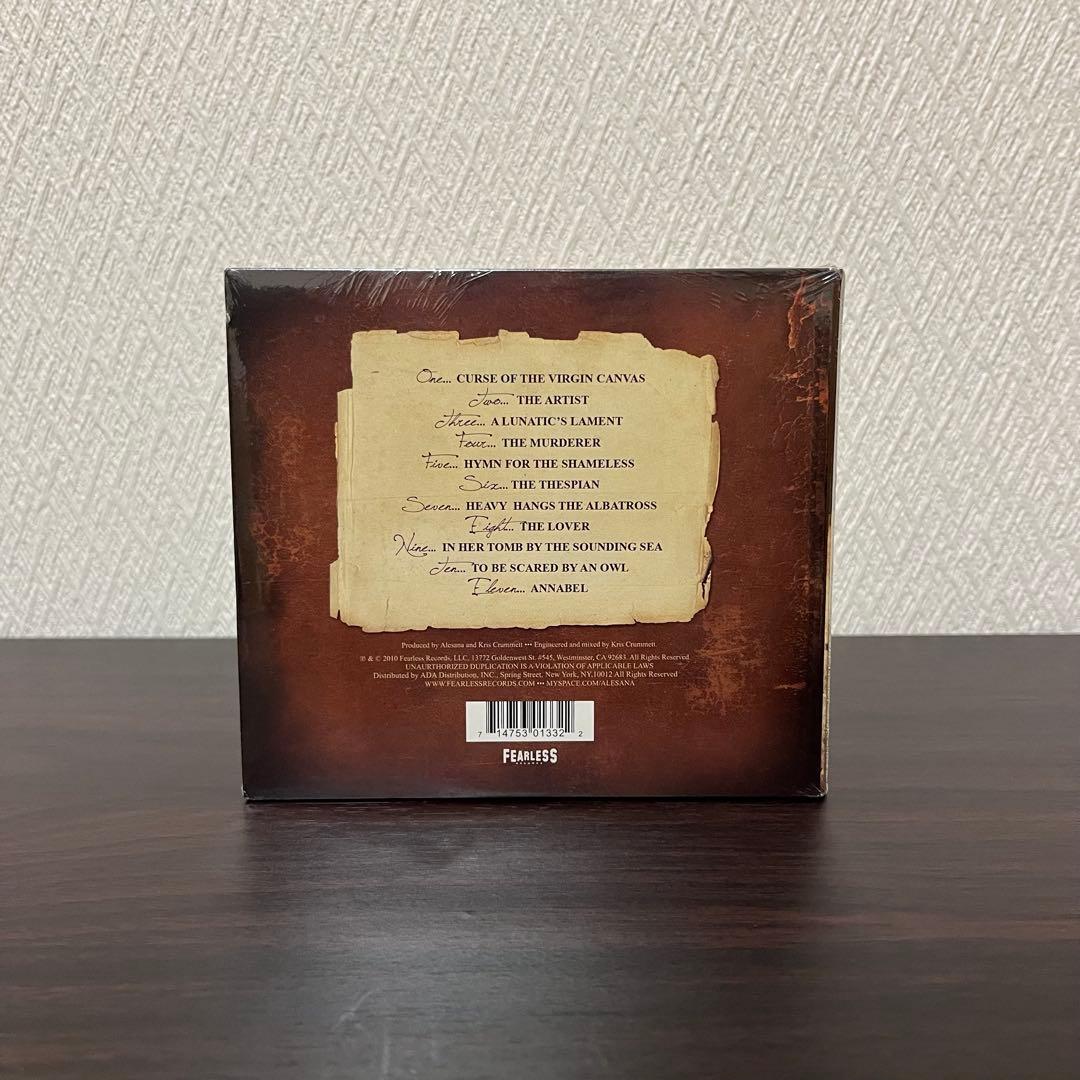 One... CURSE OF THE VIRGIN CANVAS
Two... THE ARTIST
Three... A LUNATIC'S LAMENT
Four... THE MURDERER
Five... HYMN FOR THE SHAMELESS
Six... THE THESPIAN
Seven... HEAVY HANGS THE ALBATROSS
Eight... THE LOVER
Nine... IN HER TOMB BY THE SOUNDING SEA
Ten... TO BE SCARED BY AN OWL
Eleven... ANNABEL
Produced by Alesana and Kris Crummett ••• Engineered and mixed by Kris Crummett.
℗ & © 2010 Fearless Records, LLC, 13772 Goldenwest St. #545, Westminster, CA 92683. All Rights Reserved.
UNAUTHORIZED DUPLICATION IS A VIOLATION OF APPLICABLE LAWS
Distributed by ADA Distribution, INC., Spring Street, New York, NY,10012 All Rights Reserved
WWW.FEARLESSRECORDS.COM ••• MYSPACE.COM/ALESANA
7 14753 01332 2
FEARLESS
RECORDS